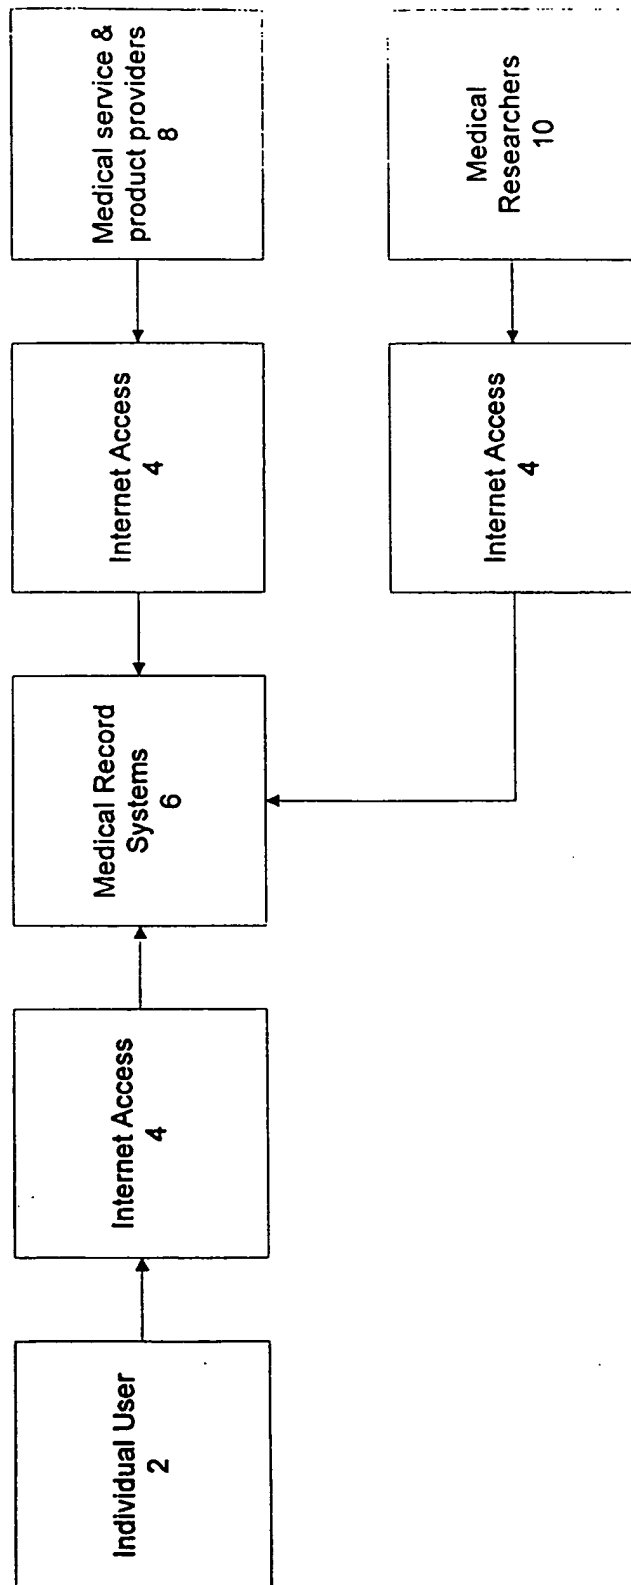 Individual User
2
Internet Access
4
Medical Record
Systems
6
Internet Access
4
Medical service &
product providers
8
Internet Access
4
Medical
Researchers
10